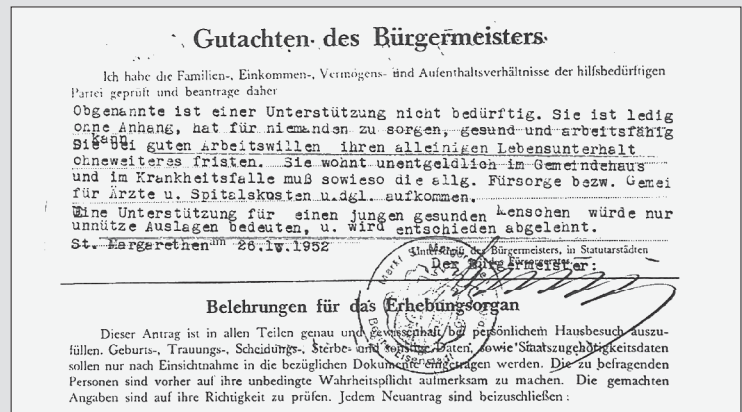 Gutachten des Bürgermeisters
Ich habe die Familien-, Einkommen-, Vermögens- und Aufenthaltsverhältnisse der hilfsbedürftigen
Partei geprüft und beantrage daher
Obgenannte ist einer Unterstützung nicht bedürftig. Sie ist ledig
ohne Anhang, hat für niemanden zu sorgen, gesund und arbeitsfähig
kann
Sie bei guten Arbeitswillen ihren alleinigen Lebensunterhalt
ohneweiteres fristen. Sie wohnt unentgeldlich im Gemeindehaus
und im Krankheitsfalle muß sowieso die allg. Fürsorge bezw. Gemei
für Ärzte u. Spitalskosten u.dgl. aufkommen.
Eine Unterstützung für einen jungen gesunden Menschen würde nur
unnütze Auslagen bedeuten, u. wird entschieden abgelehnt.
St. Margarethen 26.IV.1952
Unterschrift des Bürgermeisters, in Statutarstädten
des Fürsorgerates
Der Bürgermeister:
Belehrungen für das Erhebungsorgan
Dieser Antrag ist in allen Teilen genau und gewissenhaft bei persönlichem Hausbesuch auszu-
füllen. Geburts-, Trauungs-, Scheidungs-, Sterbe- und sonstige Daten, sowie Staatszugehörigkeitsdaten
sollen nur nach Einsichtnahme in die bezüglichen Dokumente eingetragen werden. Die zu befragenden
Personen sind vorher auf ihre unbedingte Wahrheitspflicht aufmerksam zu machen. Die gemachten
Angaben sind auf ihre Richtigkeit zu prüfen. Jedem Neuantrag sind beizuschließen: